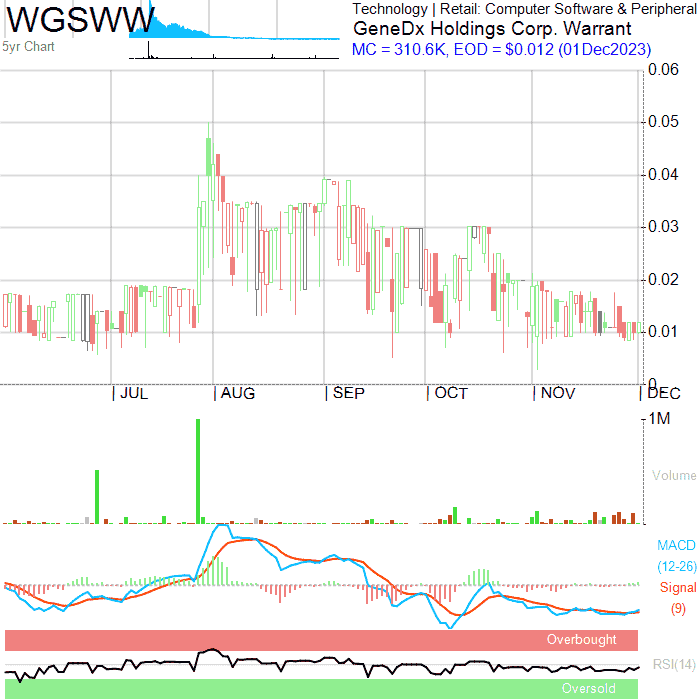 WGSWW
5yr Chart
Technology | Retail: Computer Software & Peripheral
GeneDx Holdings Corp. Warrant
MC = 310.6K, EOD = $0.012 (01Dec2023)
0.06
0.05
0.04
0.03
0.02
0.01
0
| JUL | AUG | SEP | OCT | NOV | DEC
1M
Volume
MACD
(12-26)
Signal
(9)
Overbought
RSI(14)
Oversold